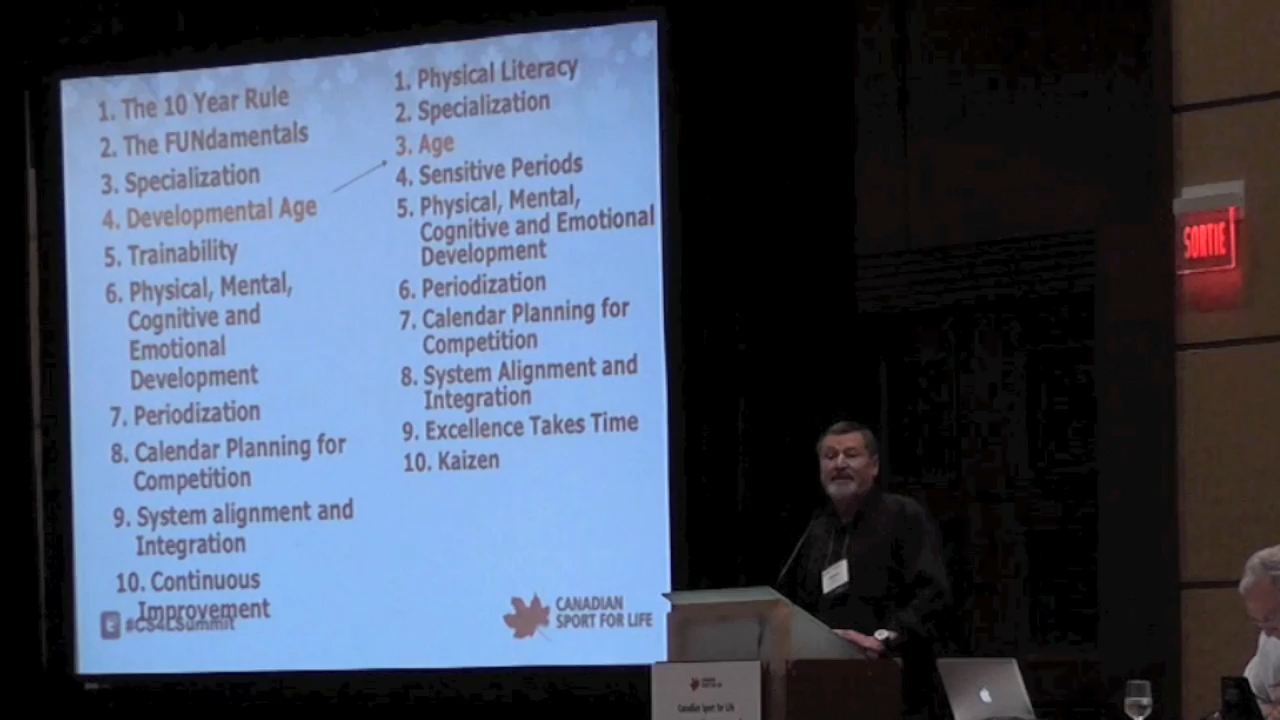 1. The 10 Year Rule
2. The FUNdamentals
3. Specialization
4. Developmental Age
5. Trainability
6. Physical, Mental,
Cognitive and
Emotional
Development
7. Periodization
8. Calendar Planning for
Competition
9. System alignment and
Integration
10. Continuous
Improvement
#CS4LSummit
1. Physical Literacy
2. Specialization
3. Age
4. Sensitive Periods
5. Physical, Mental,
Cognitive and Emotional
Development
6. Periodization
7. Calendar Planning for
Competition
8. System Alignment and
Integration
9. Excellence Takes Time
10. Kaizen
CANADIAN
SPORT FOR LIFE
SORTIE
Canadian Sport for Life